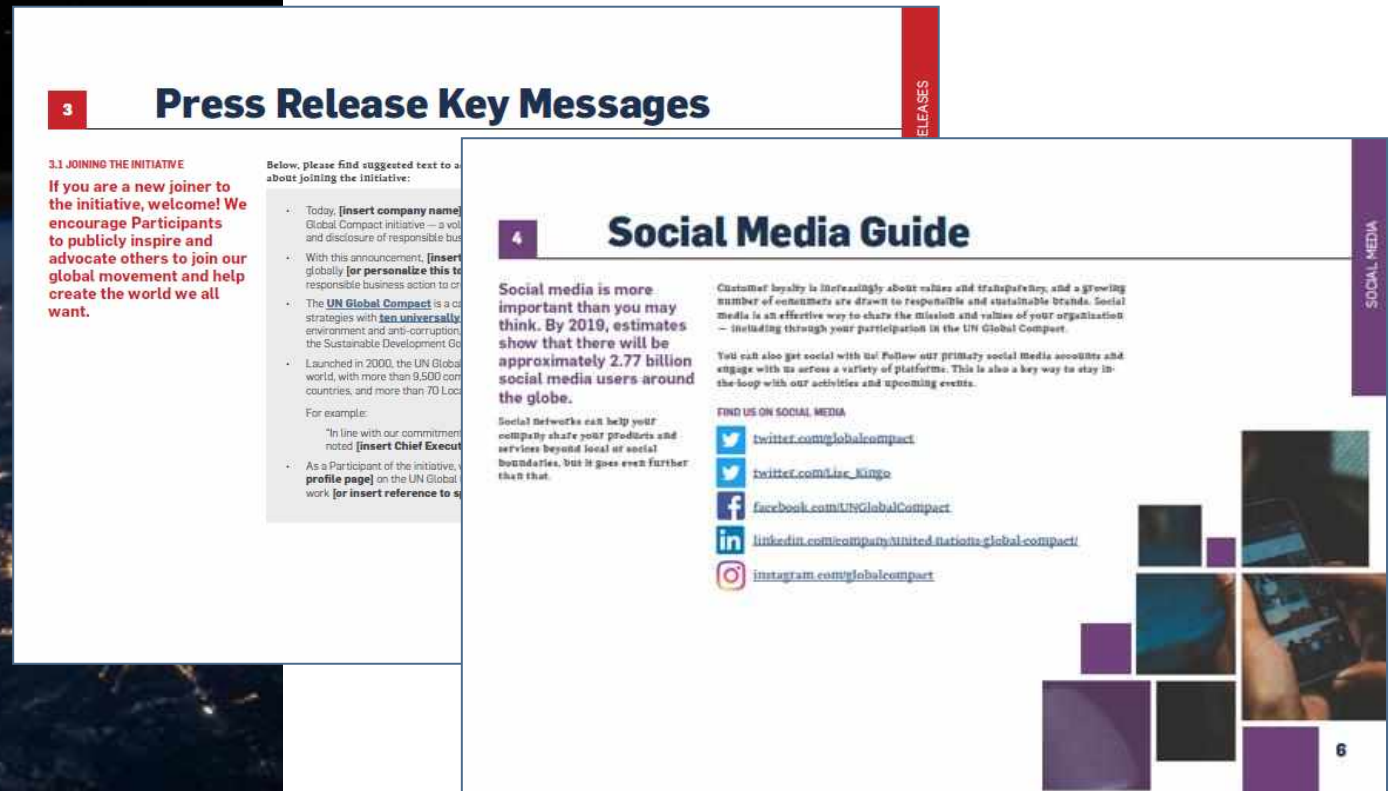 3
Press Release Key Messages
ELEASES
3.1 JOINING THE INITIATIVE
If you are a new joiner to
the initiative, welcome! We
encourage Participants
to publicly inspire and
advocate others to join our
global movement and help
create the world we all
want.
Below, please find suggested text to a
about joining the initiative:
• Today, [insert company name]
Global Compact initiative — a vol
and disclosure of responsible bus
• With this announcement, [insert
globally [or personalize this to
responsible business action to cr
• The UN Global Compact is a ca
strategies with ten universally
environment and anti-corruption,
the Sustainable Development Go
• Launched in 2000, the UN Global
world, with more than 9,500 com
countries, and more than 70 Loca
For example:
"In line with our commitment
noted [insert Chief Execut
• As a Participant of the initiative, w
profile page] on the UN Global
work [or insert reference to sp
4
Social Media Guide
SOCIAL MEDIA
Social media is more
important than you may
think. By 2019, estimates
show that there will be
approximately 2.77 billion
social media users around
the globe.
Social networks can help your
company share your products and
services beyond local or social
boundaries, but it goes even further
than that.
Customer loyalty is increasingly about values and transparency, and a growing
number of consumers are drawn to responsible and sustainable brands. Social
media is an effective way to share the mission and values of your organization
— including through your participation in the UN Global Compact.
You can also get social with us! Follow our primary social media accounts and
engage with us across a variety of platforms. This is also a key way to stay in-
the-loop with our activities and upcoming events.
FIND US ON SOCIAL MEDIA
twitter.com/globalcompact
twitter.com/Lise_Kingo
facebook.com/UNGlobalCompact
linkedin.com/company/united-nations-global-compact/
instagram.com/globalcompact
6